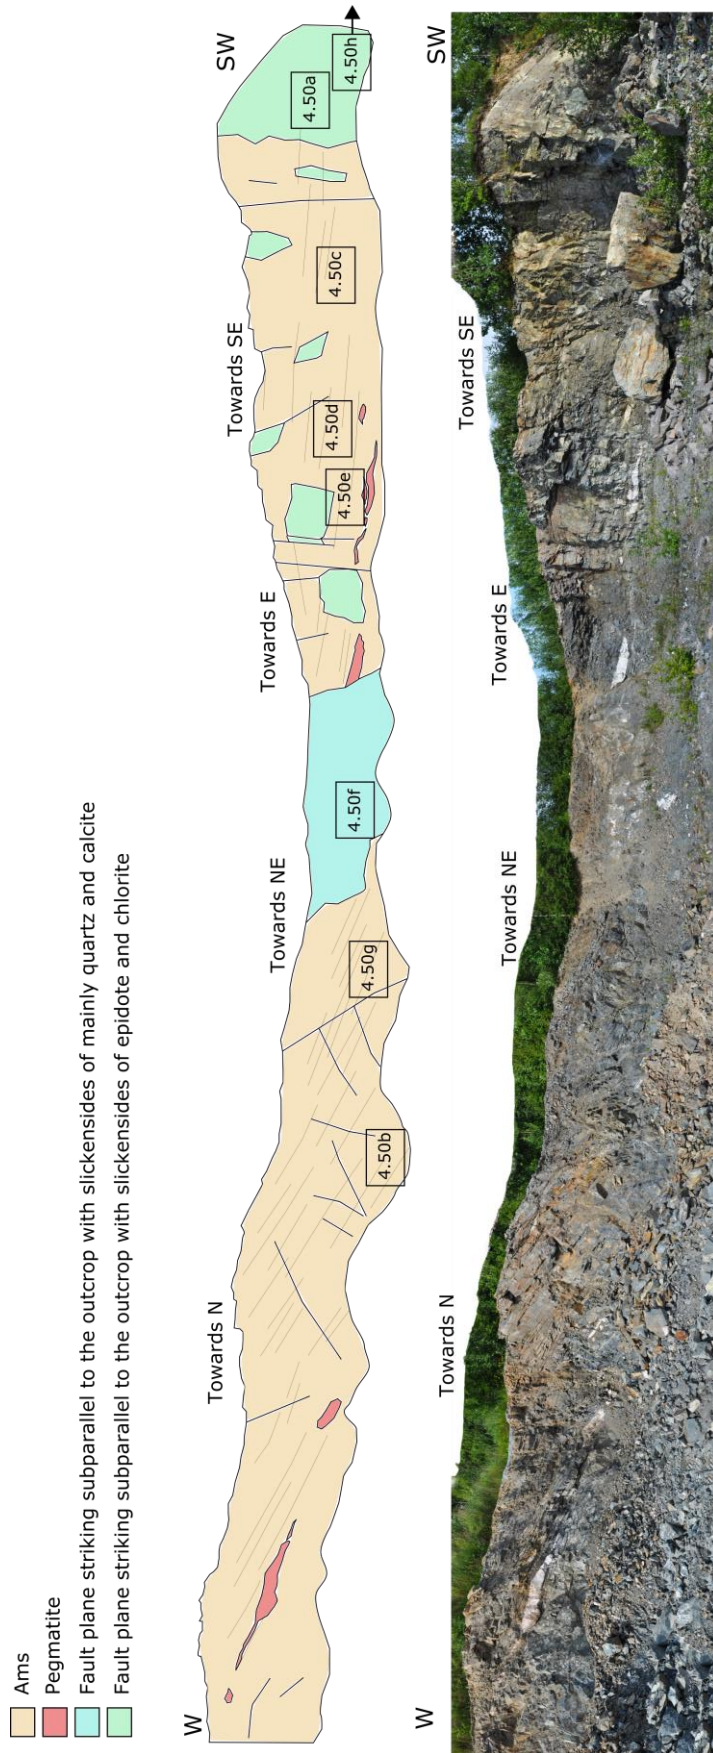 Ams
Pegmatite
Fault plane striking subparallel to the outcrop with slickensides of mainly quartz and calcite
Fault plane striking subparallel to the outcrop with slickensides of epidote and chlorite
W
Towards N
Towards NE
Towards E
Towards SE
SW
4.50b
4.50g
4.50f
4.50e
4.50d
4.50c
4.50a
4.50h
W
Towards N
Towards NE
Towards E
Towards SE
SW